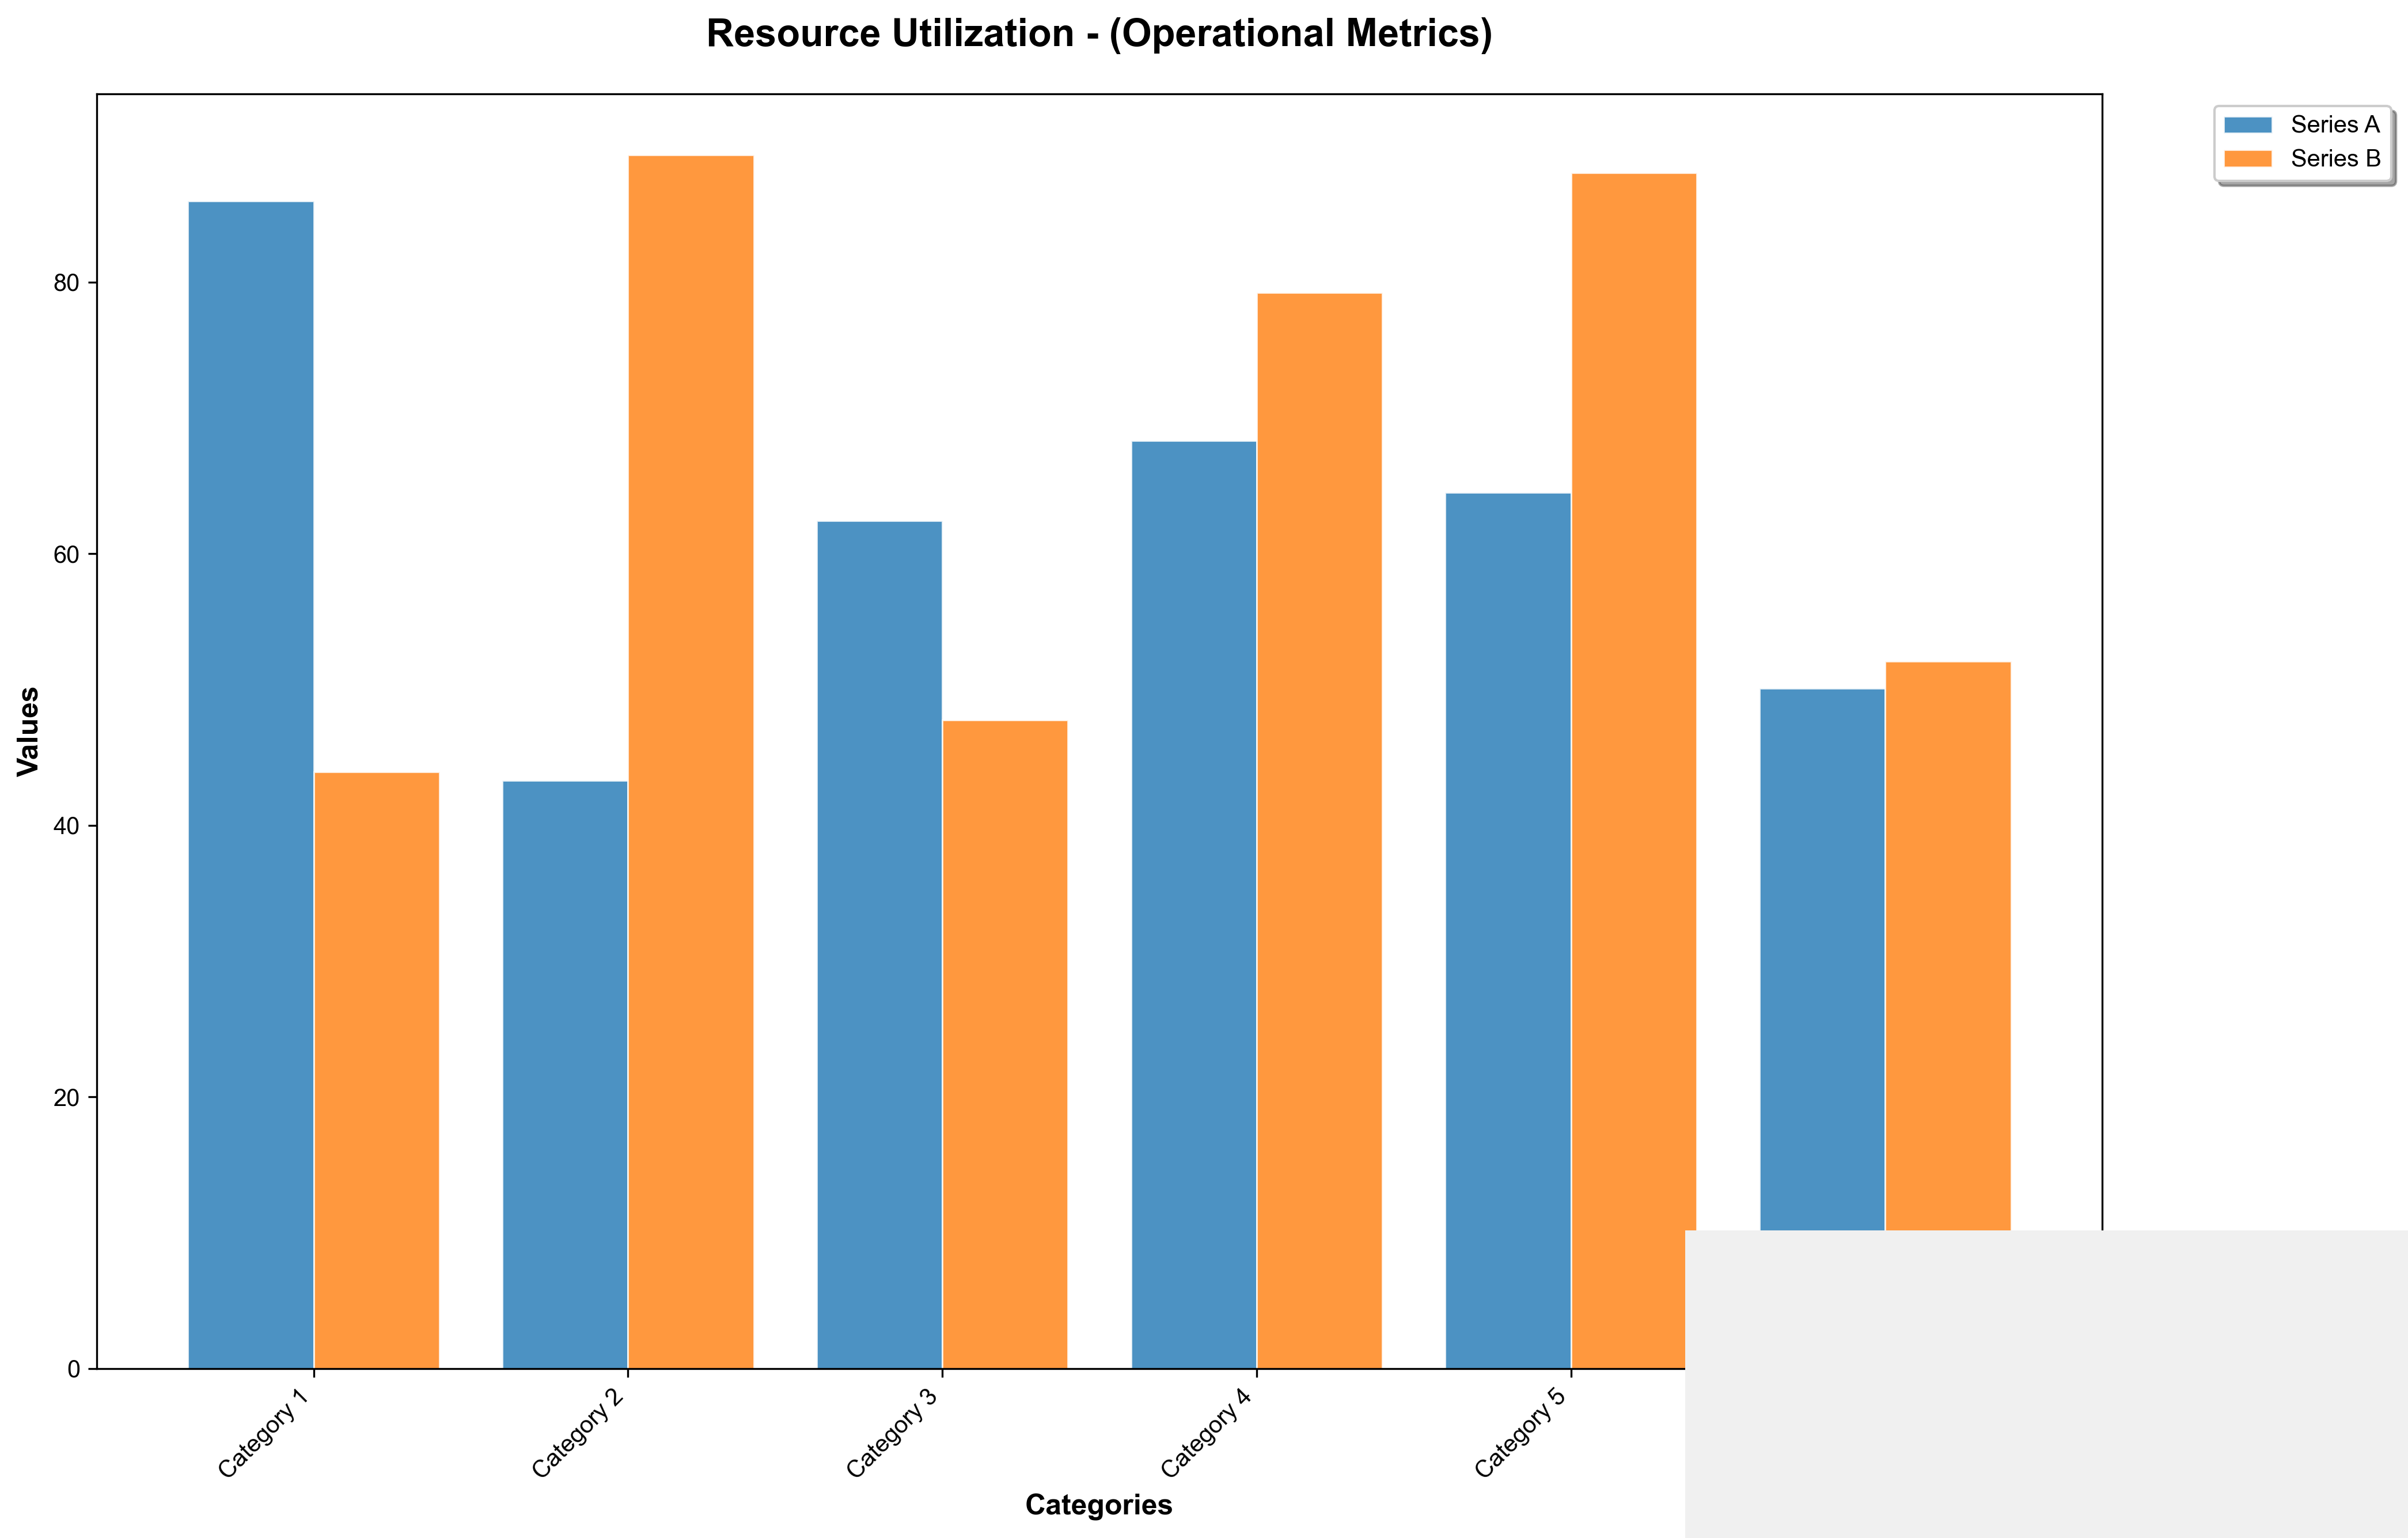 Resource Utilization - (Operational Metrics)
Series A
Series B
Values
80
60
40
20
0
Category 1
Category 2
Category 3
Category 4
Category 5
Categories